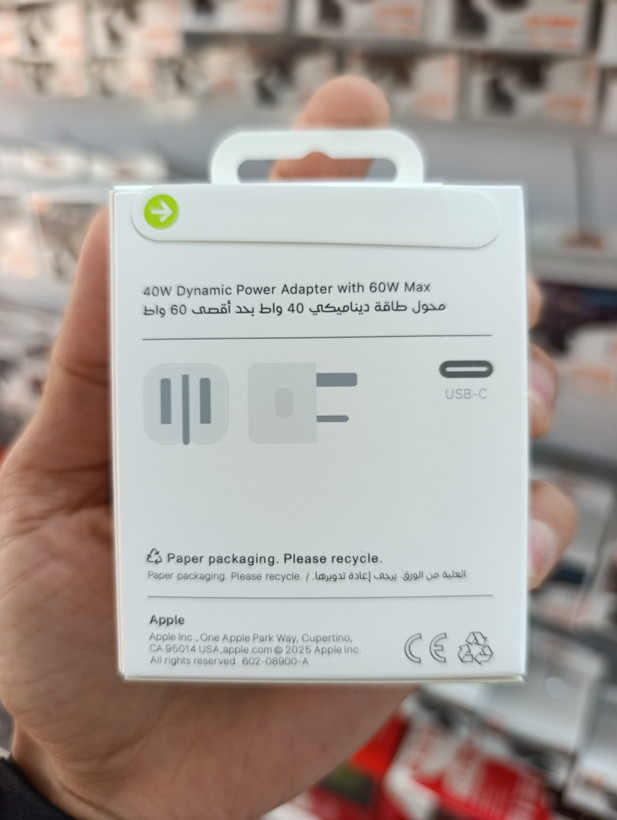 40W Dynamic Power Adapter with 60W Max
محول طاقة ديناميكي 40 واط بحد أقصى 60 واط
USB-C
Paper packaging. Please recycle.
Paper packaging. Please recycle. / العلبة من الورق. يرجى إعادة تدويرها.
Apple
Apple Inc., One Apple Park Way, Cupertino,
CA 95014 USA, apple.com © 2025 Apple Inc.
All rights reserved. 602-08900-A
CE